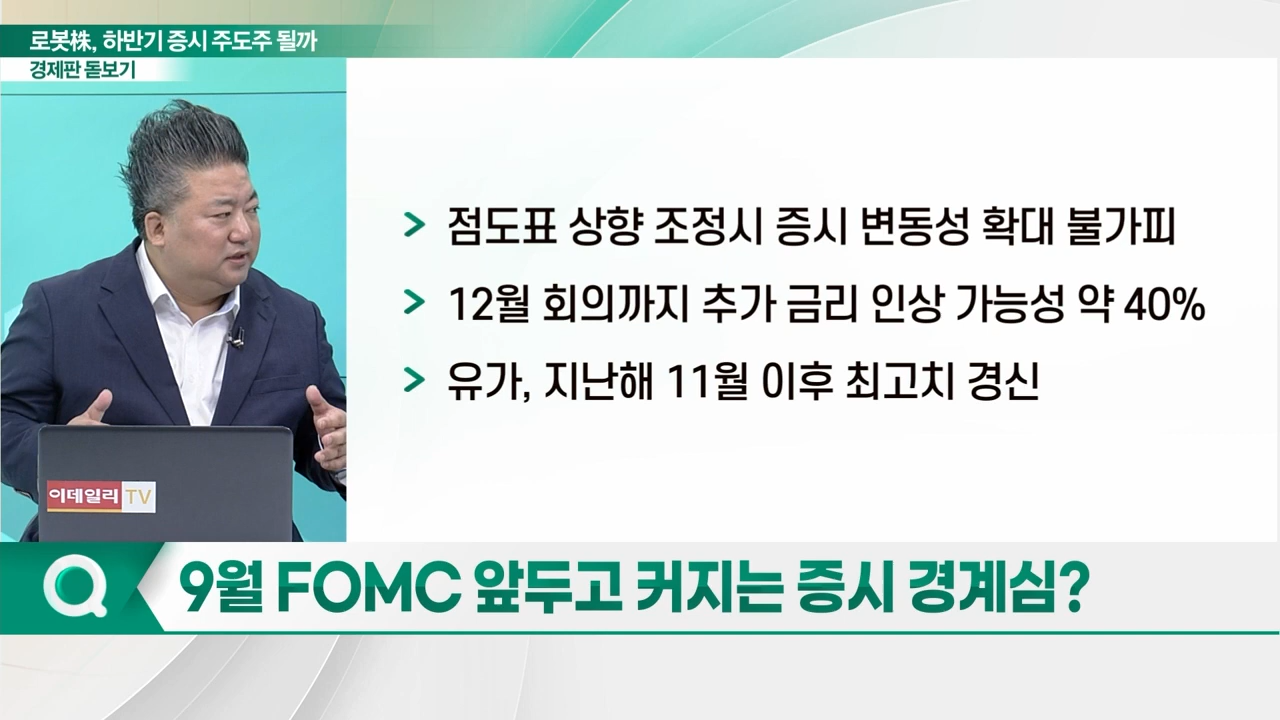 로봇株, 하반기 증시 주도주 될까
경제판 돋보기
> 점도표 상향 조정시 증시 변동성 확대 불가피
> 12월 회의까지 추가 금리 인상 가능성 약 40%
> 유가, 지난해 11월 이후 최고치 경신
이데일리 TV
Q 9월 FOMC 앞두고 커지는 증시 경계심?